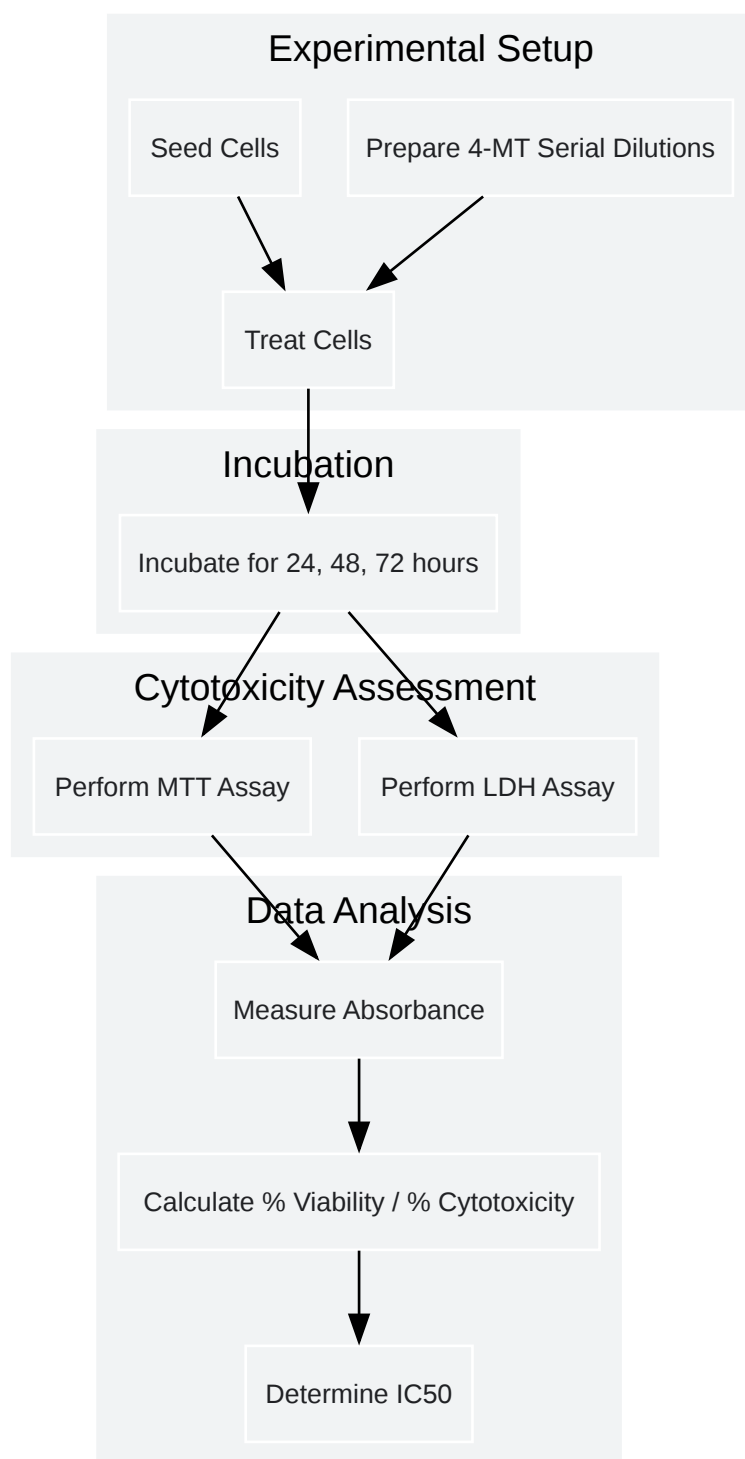 Experimental Setup
Seed Cells
Prepare 4-MT Serial Dilutions
Treat Cells
Incubation
Incubate for 24, 48, 72 hours
Cytotoxicity Assessment
Perform MTT Assay
Perform LDH Assay
Data Analysis
Measure Absorbance
Calculate % Viability / % Cytotoxicity
Determine IC50